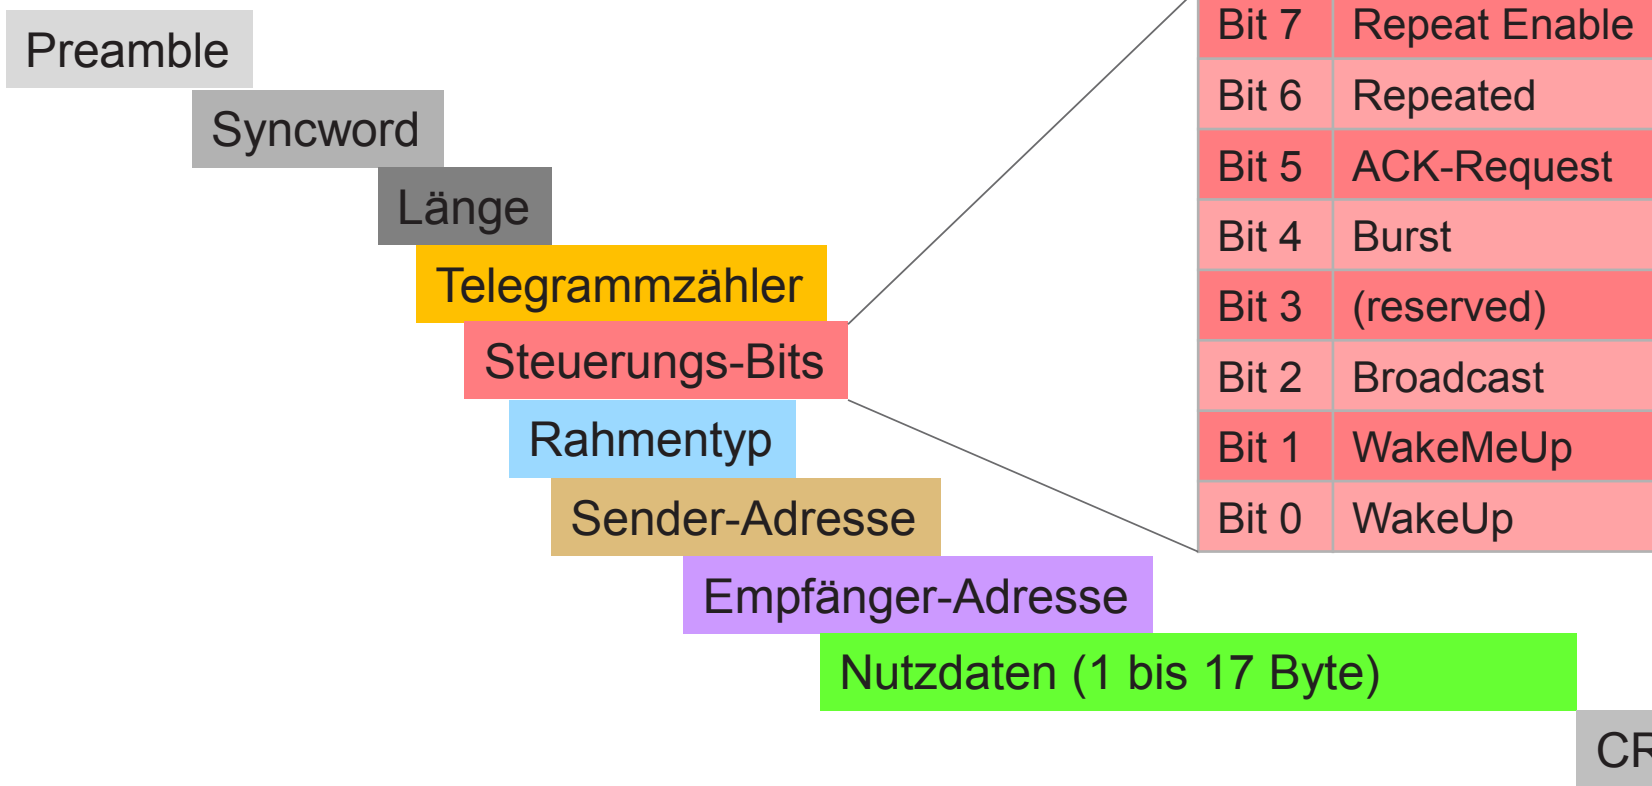 Preamble
Syncword
Länge
Telegrammzähler
Steuerungs-Bits
Rahmentyp
Sender-Adresse
Empfänger-Adresse
Nutzdaten (1 bis 17 Byte)
Bit 7 Repeat Enable
Bit 6 Repeated
Bit 5 ACK-Request
Bit 4 Burst
Bit 3 (reserved)
Bit 2 Broadcast
Bit 1 WakeMeUp
Bit 0 WakeUp